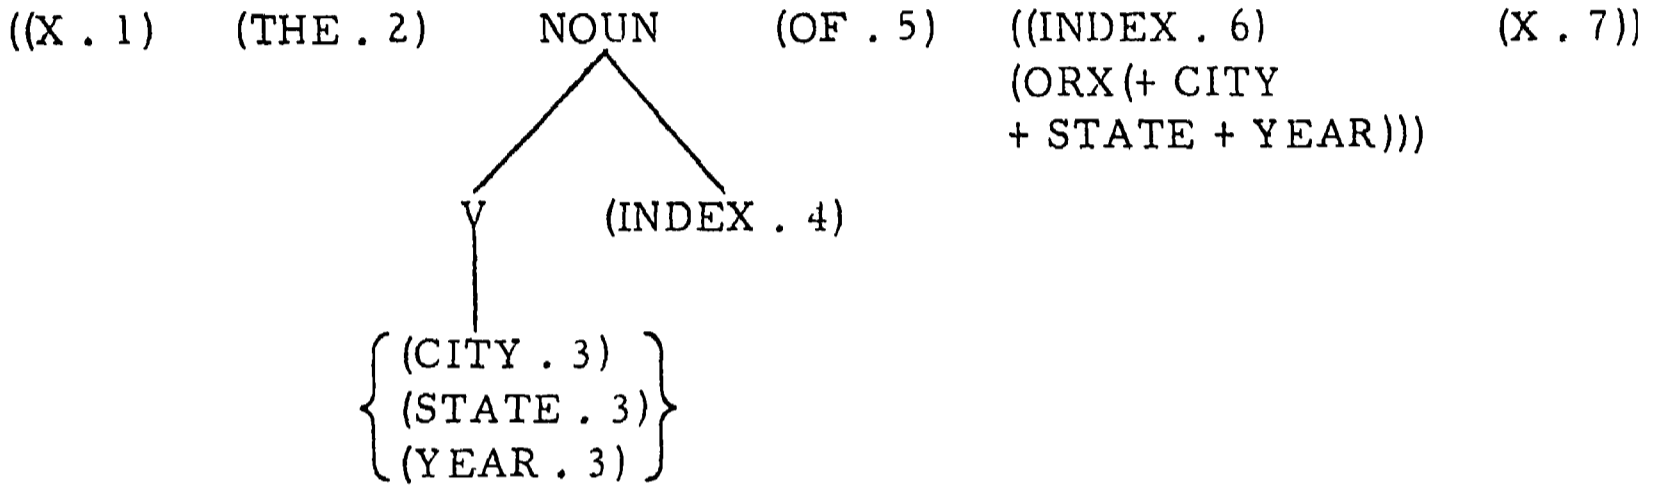 ((X . 1) (THE . 2) NOUN (OF . 5) ((INDEX . 6) (X . 7))
(ORX(+ CITY
+ STATE + YEAR)))
V (INDEX . 4)
(CITY . 3)
(STATE . 3)
(YEAR . 3)